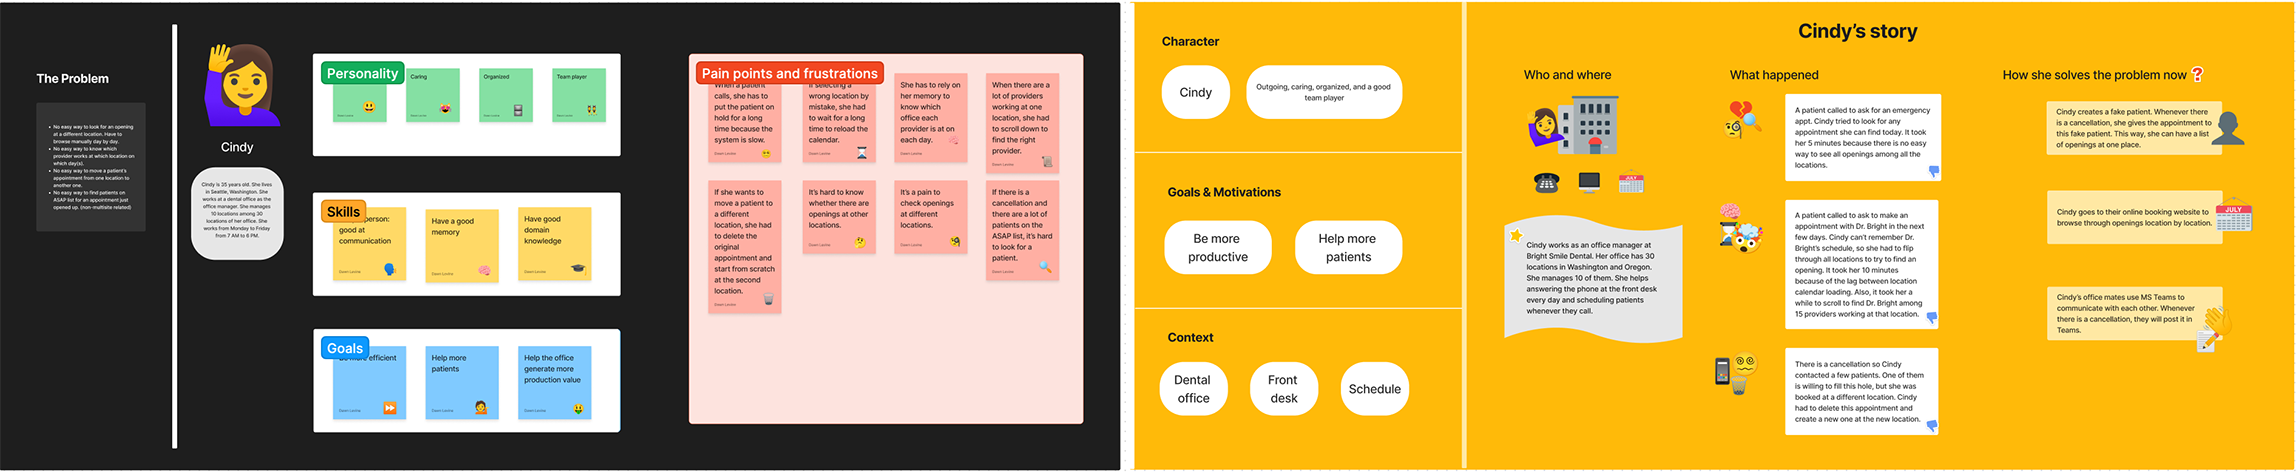 The Problem
No easy way to look for an opening
at a different location. Have to
browse manually day by day.
No easy way to know which
provider works at which location on
which day(s).
No easy way to move a patient's
appointment from one location to
another one.
No easy way to find patients on
ASAP list for an appointment just
opened up. (non-multisite related)
Cindy
Cindy is 35 years old. She lives
in Seattle, Washington. She
works at a dental office as the
office manager. She manages
10 locations among 30
locations of her office. She
works from Monday to Friday
from 7 AM to 6 PM.
Personality
Caring
Organized
Team player
Skills
person:
good at
communication
Have a good
memory
Have good
domain
knowledge
Goals
Be more efficient
Help more
patients
Help the office
generate more
production value
Pain points and frustrations
When a patient
calls, she has to
put the patient on
hold for a long
time because the
system is slow.
If selecting a
wrong location by
mistake, she had
to wait for a long
time to reload the
calendar.
She has to rely on
her memory to
know which
office each
provider is at on
each day.
When there are a
lot of providers
working at one
location, she had
to scroll down to
find the right
provider.
If she wants to
move a patient to
a different
location, she had
to delete the
original
appointment and
start from scratch
at the second
location.
It's hard to know
whether there are
openings at other
locations.
It's a pain to
check openings
at different
locations.
If there is a
cancellation and
there are a lot of
patients on the
ASAP list, it's hard
to look for a
patient.
Character
Cindy
Outgoing, caring, organized, and a good
team player
Goals & Motivations
Be more
productive
Help more
patients
Context
Dental
office
Front
desk
Schedule
Cindy's story
Who and where
Cindy works as an office manager at
Bright Smile Dental. Her office has 30
locations in Washington and Oregon.
She manages 10 of them. She helps
answering the phone at the front desk
every day and scheduling patients
whenever they call.
What happened
A patient called to ask for an emergency
appt. Cindy tried to look for any
appointment she can find today. It took
her 5 minutes because there is no easy
way to see all openings among all the
locations.
A patient called to ask to make an
appointment with Dr. Bright in the next
few days. Cindy can't remember Dr.
Bright's schedule, so she had to flip
through all locations to try to find an
opening. It took her 10 minutes
because of the lag between location
calendar loading. Also, it took her a
while to scroll to find Dr. Bright among
15 providers working at that location.
There is a cancellation so Cindy
contacted a few patients. One of them
is willing to fill this hole, but she was
booked at a different location. Cindy
had to delete this appointment and
create a new one at the new location.
How she solves the problem now ❓
Cindy creates a fake patient. Whenever there
is a cancellation, she gives the appointment to
this fake patient. This way, she can have a list
of openings at one place.
Cindy goes to their online booking website to
browse through openings location by location.
JULY
Cindy's office mates use MS Teams to
communicate with each other. Whenever
there is a cancellation, they will post it in
Teams.